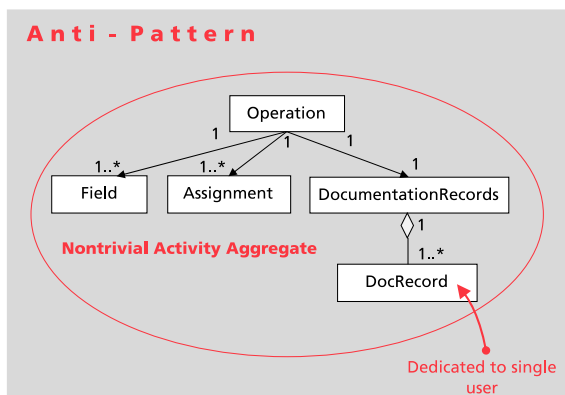 Anti - Pattern
Operation
1
1
1
1..*
1..*
1
Field
Assignment
DocumentationRecords
1
Nontrivial Activity Aggregate
1..*
DocRecord
Dedicated to single
user